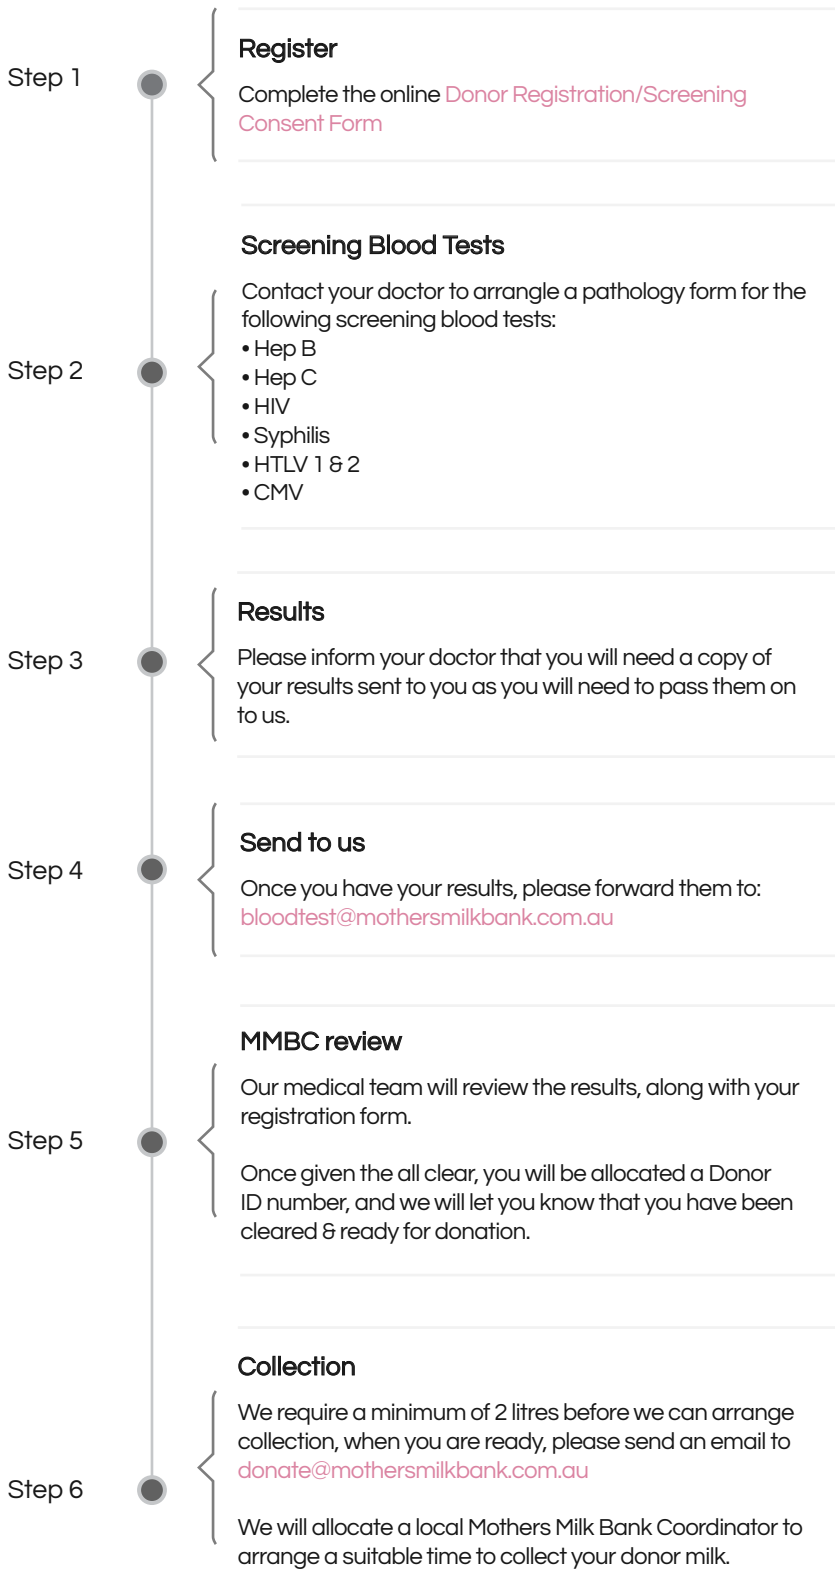 Step 1
Register
Complete the online Donor Registration/Screening
Consent Form
Step 2
Screening Blood Tests
Contact your doctor to arrangle a pathology form for the
following screening blood tests:
• Hep B
• Hep C
• HIV
• Syphilis
• HTLV 1 & 2
• CMV
Step 3
Results
Please inform your doctor that you will need a copy of
your results sent to you as you will need to pass them on
to us.
Step 4
Send to us
Once you have your results, please forward them to:
bloodtest@mothersmilkbank.com.au
Step 5
MMBC review
Our medical team will review the results, along with your
registration form.
Once given the all clear, you will be allocated a Donor
ID number, and we will let you know that you have been
cleared & ready for donation.
Step 6
Collection
We require a minimum of 2 litres before we can arrange
collection, when you are ready, please send an email to
donate@mothersmilkbank.com.au
We will allocate a local Mothers Milk Bank Coordinator to
arrange a suitable time to collect your donor milk.